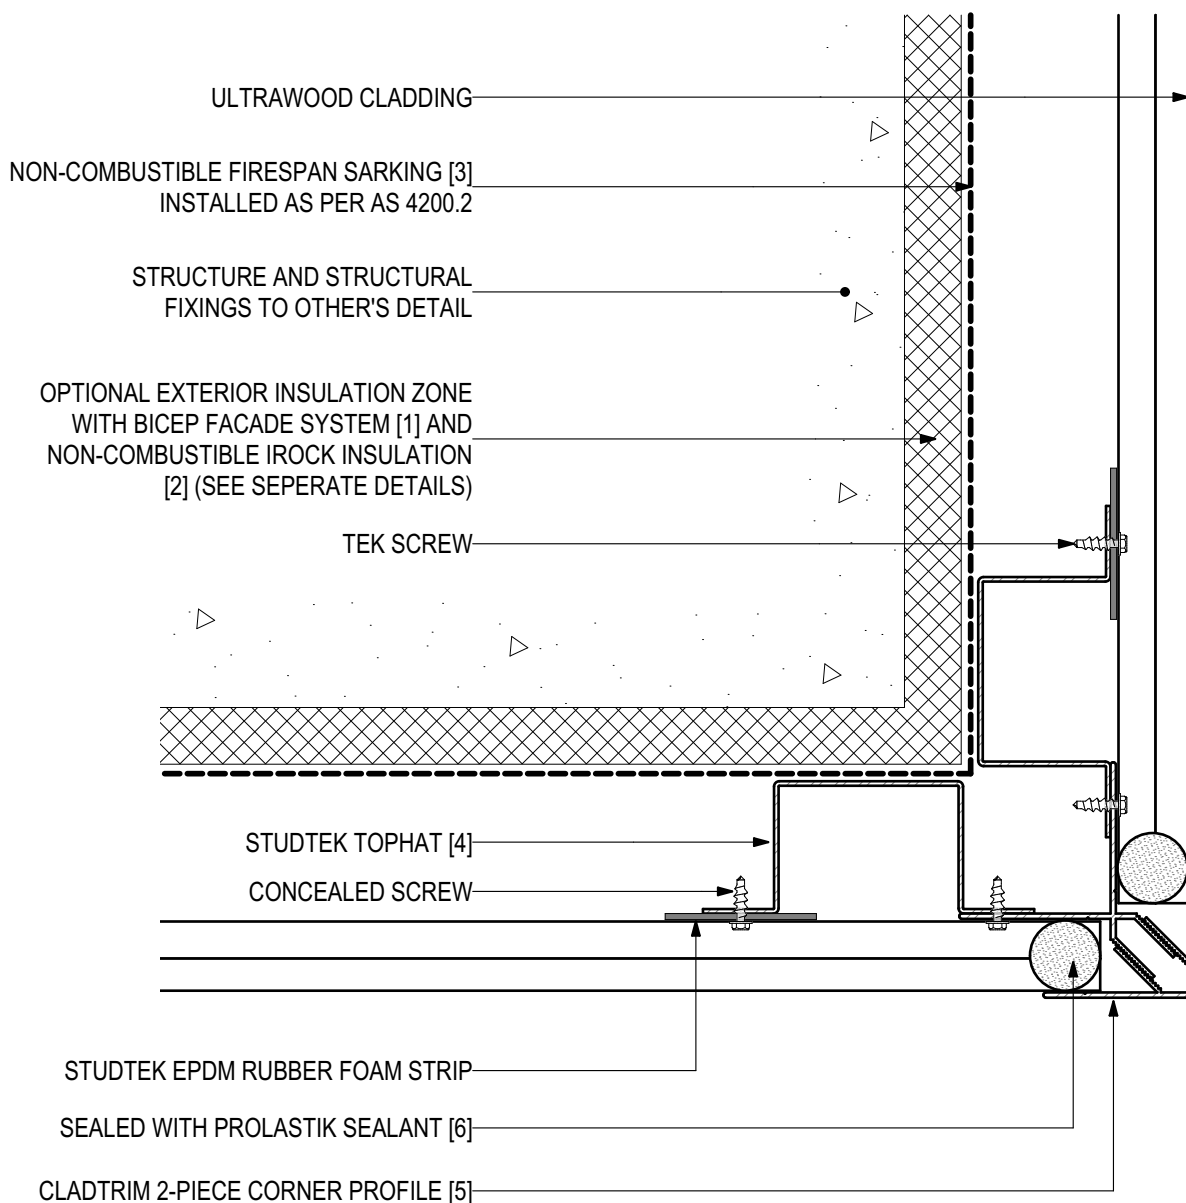 ULTRAWOOD CLADDING
NON-COMBUSTIBLE FIRESPAN SARKING [3]
INSTALLED AS PER AS 4200.2
STRUCTURE AND STRUCTURAL
FIXINGS TO OTHER'S DETAIL
OPTIONAL EXTERIOR INSULATION ZONE
WITH BICEP FACADE SYSTEM [1] AND
NON-COMBUSTIBLE IROCK INSULATION
[2] (SEE SEPERATE DETAILS)
TEK SCREW
STUDTEK TOPHAT [4]
CONCEALED SCREW
STUDTEK EPDM RUBBER FOAM STRIP
SEALED WITH PROLASTIK SEALANT [6]
CLADTRIM 2-PIECE CORNER PROFILE [5]